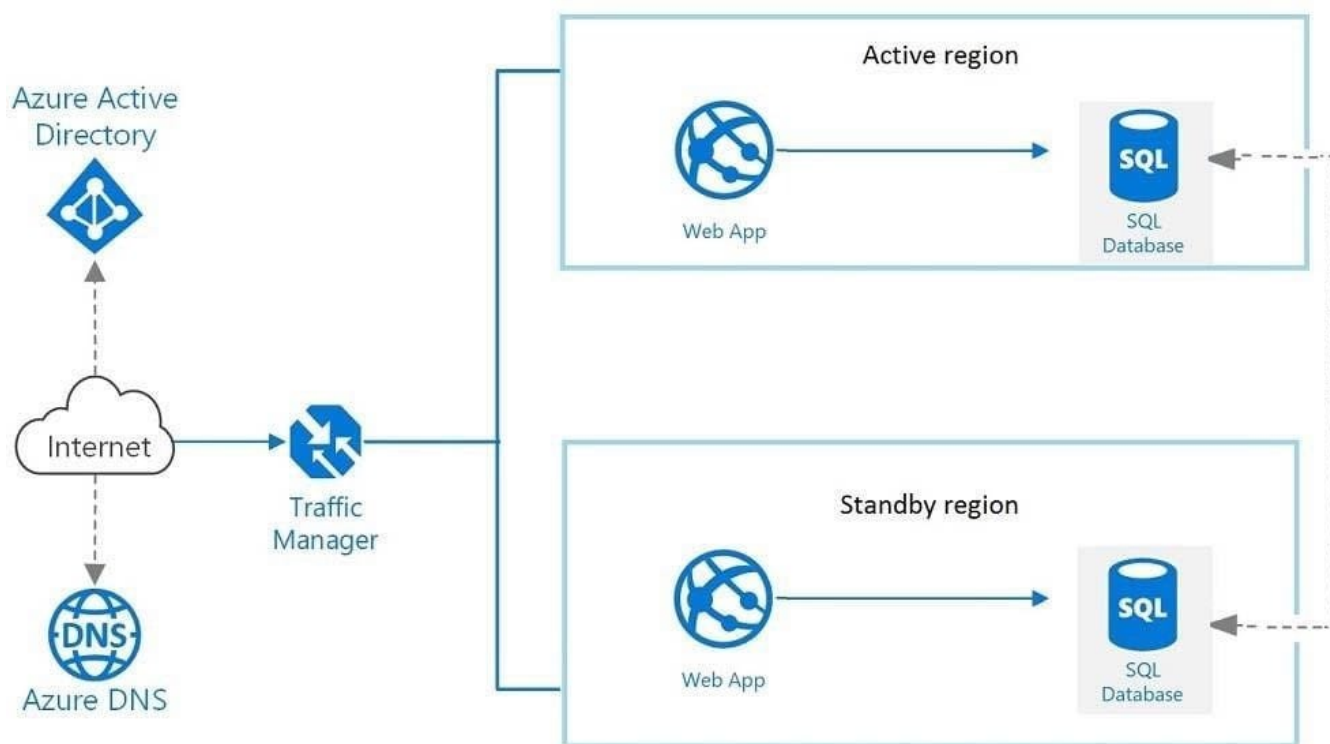 Azure Active
Directory
Internet
DNS
Azure DNS
Traffic
Manager
Active region
Web App
SQL
SQL
Database
Standby region
Web App
SQL
SQL
Database